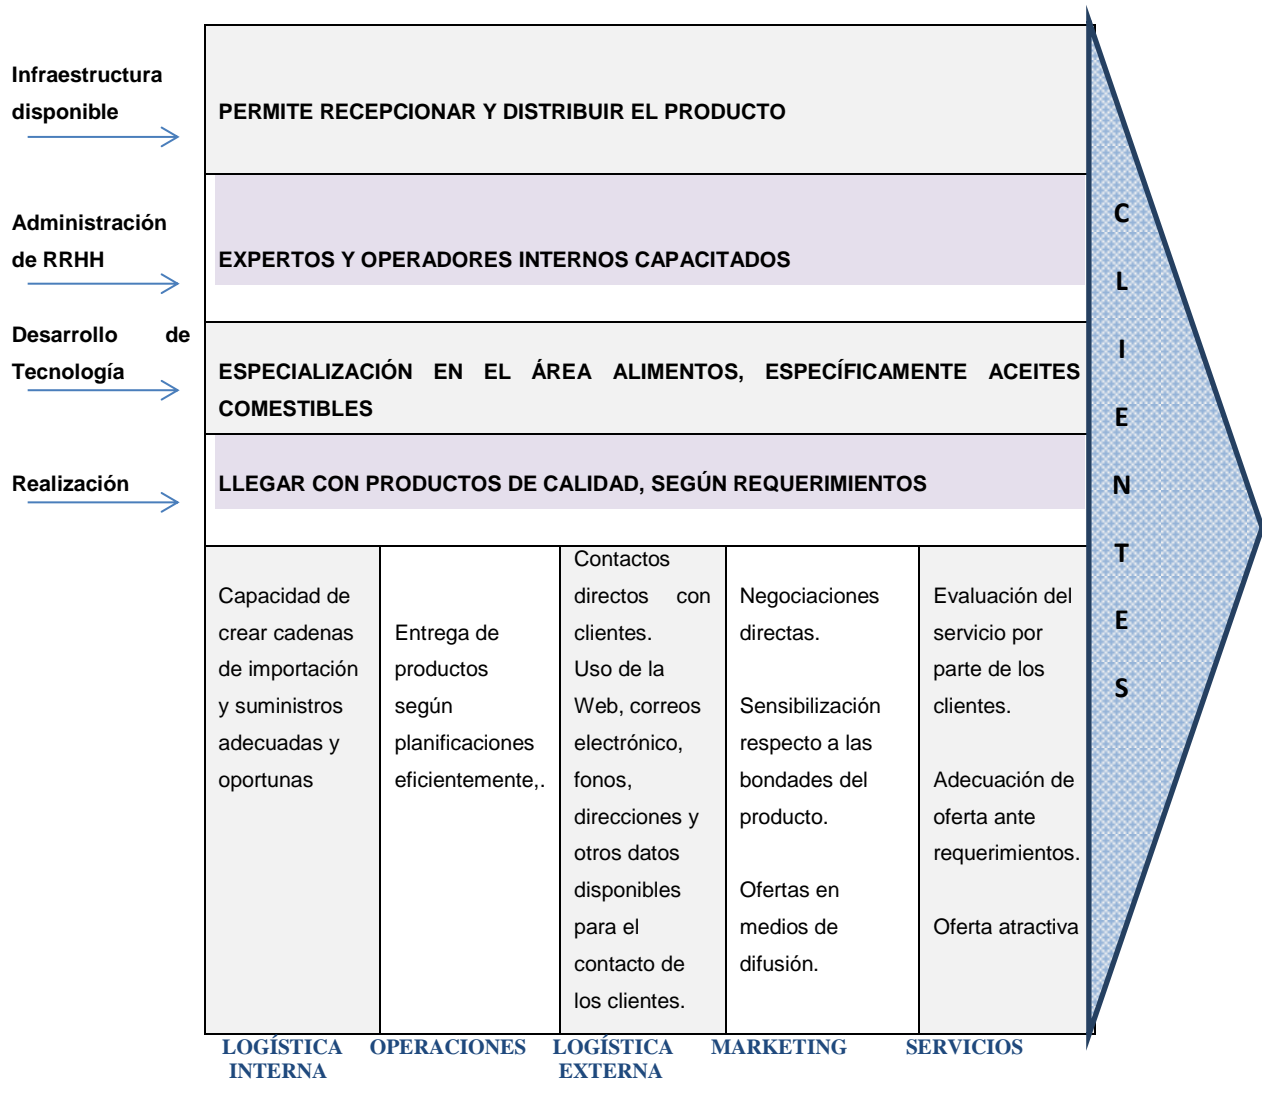 Infraestructura
disponible
PERMITE RECEPCIONAR Y DISTRIBUIR EL PRODUCTO
Administración
de RRHH
EXPERTOS Y OPERADORES INTERNOS CAPACITADOS
Desarrollo de
Tecnología
ESPECIALIZACIÓN EN EL ÁREA ALIMENTOS, ESPECÍFICAMENTE ACEITES
COMESTIBLES
Realización
LLEGAR CON PRODUCTOS DE CALIDAD, SEGÚN REQUERIMIENTOS
Capacidad de
crear cadenas
de importación
y suministros
adecuadas y
oportunas
Entrega de
productos
según
planificaciones
eficientemente,.
Contactos
directos con
clientes.
Uso de la
Web, correos
electrónico,
fonos,
direcciones y
otros datos
disponibles
para el
contacto de
los clientes.
Negociaciones
directas.
Sensibilización
respecto a las
bondades del
producto.
Ofertas en
medios de
difusión.
Evaluación del
servicio por
parte de los
clientes.
Adecuación de
oferta ante
requerimientos.
Oferta atractiva
LOGÍSTICA
INTERNA
OPERACIONES
LOGÍSTICA
EXTERNA
MARKETING
SERVICIOS
C
L
I
E
N
T
E
S